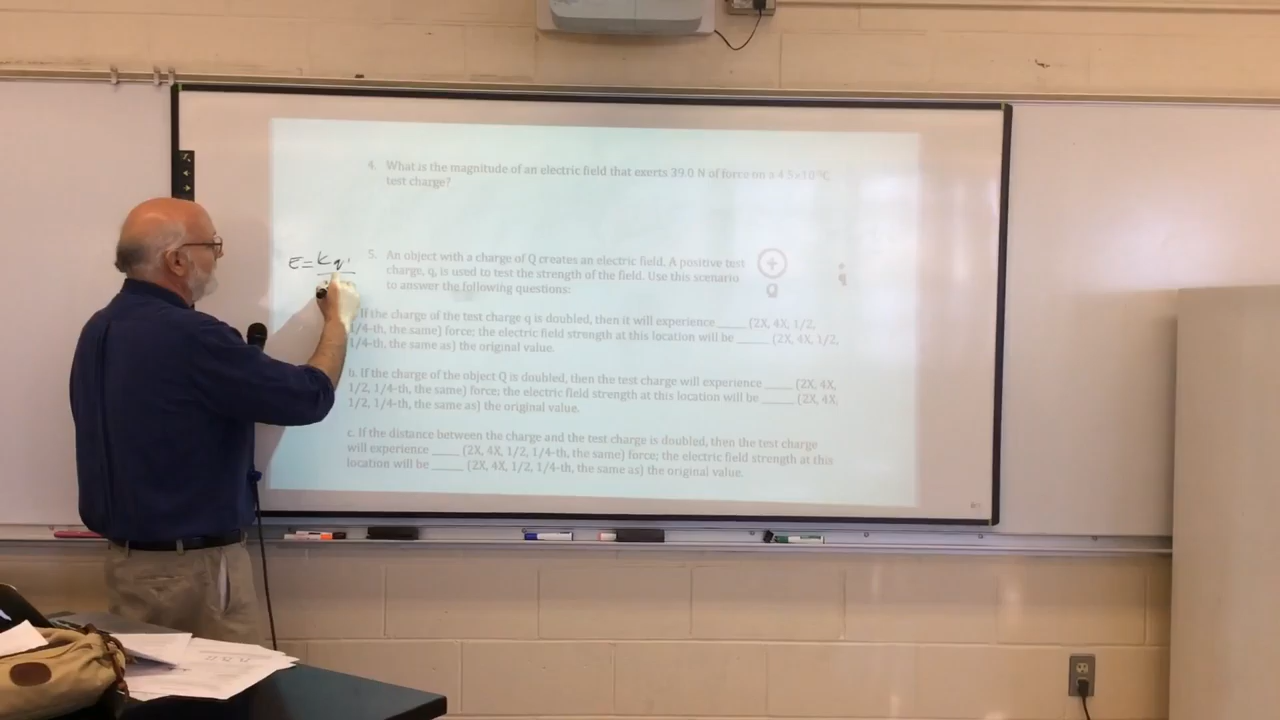 4. What is the magnitude of an electric field that exerts 39.0 N of force on a 4.5x10⁻⁵C
test charge?
E=kq
5. An object with a charge of Q creates an electric field. A positive test
charge, q, is used to test the strength of the field. Use this scenario
to answer the following questions:
+
Q
q
If the charge of the test charge q is doubled, then it will experience _____ (2X, 4X, 1/2,
1/4-th, the same) force; the electric field strength at this location will be _____ (2X, 4X, 1/2,
1/4-th, the same as) the original value.
b. If the charge of the object Q is doubled, then the test charge will experience _____ (2X, 4X,
1/2, 1/4-th, the same) force; the electric field strength at this location will be _____ (2X, 4X,
1/2, 1/4-th, the same as) the original value.
c. If the distance between the charge and the test charge is doubled, then the test charge
will experience _____ (2X, 4X, 1/2, 1/4-th, the same) force; the electric field strength at this
location will be _____ (2X, 4X, 1/2, 1/4-th, the same as) the original value.